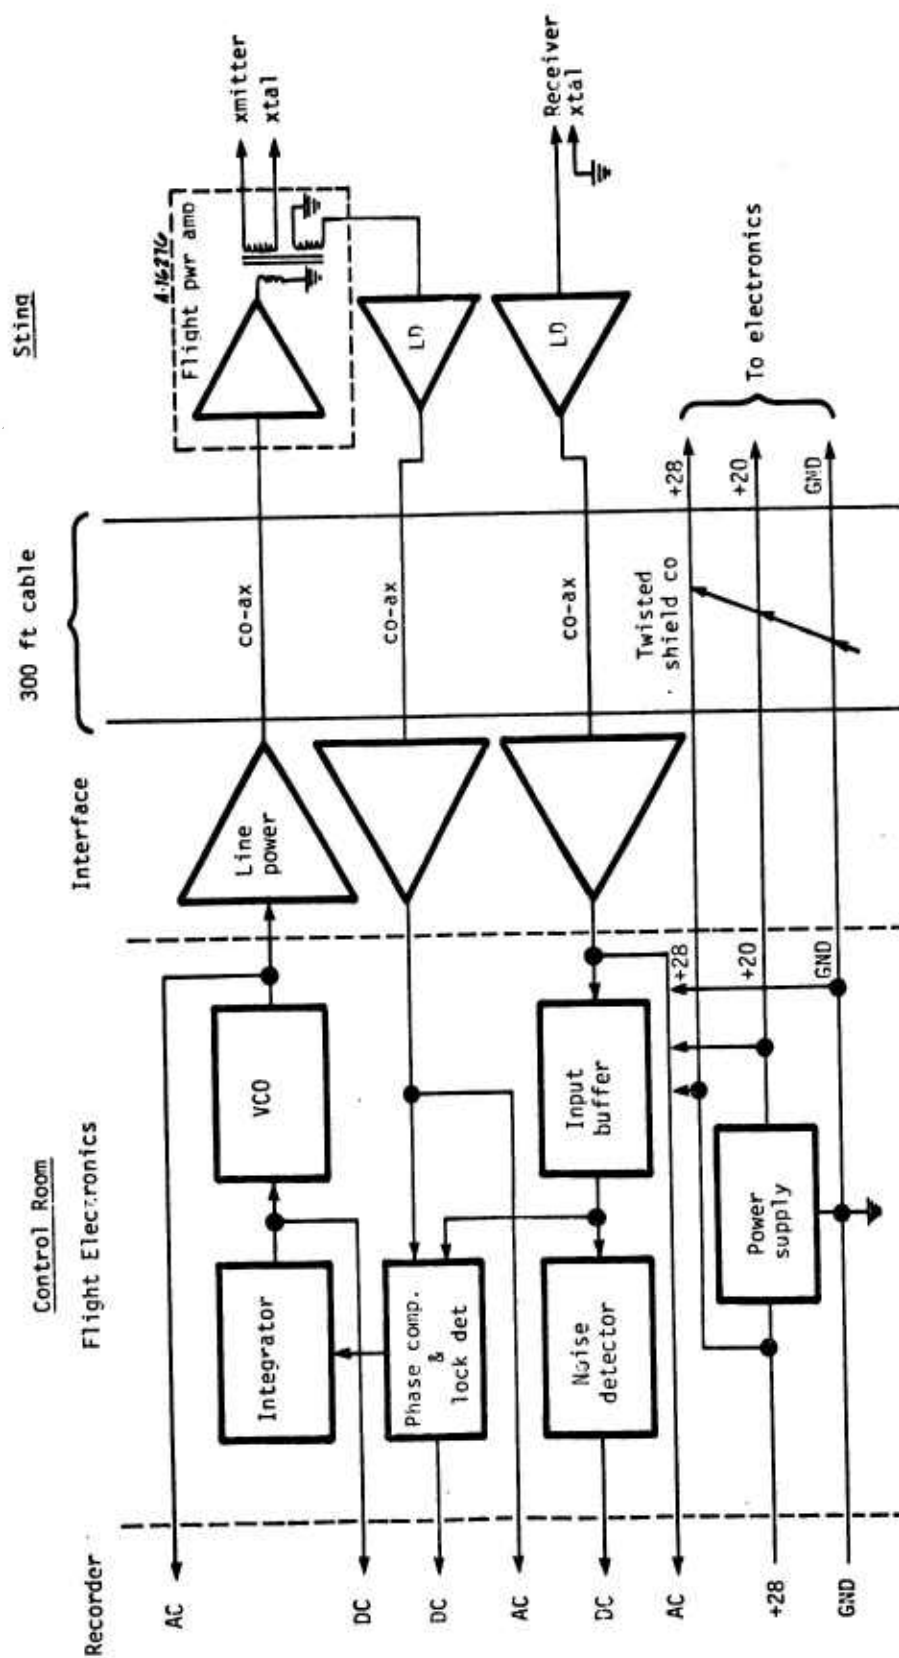 Control Room
Sting
Recorder
Flight Electronics
Interface
300 ft cable
A-16276
Flight pwr amp
xmitter
xtal
AC
VCO
Line
power
co-ax
Integrator
DC
LD
co-ax
Phase comp.
&
lock det
DC
AC
Input
buffer
LD
co-ax
Receiver
xtal
Noise
detector
DC
AC
Twisted
shield co
+28
+28
+20
+20
GND
GND
To electronics
Power
supply
+28
GND